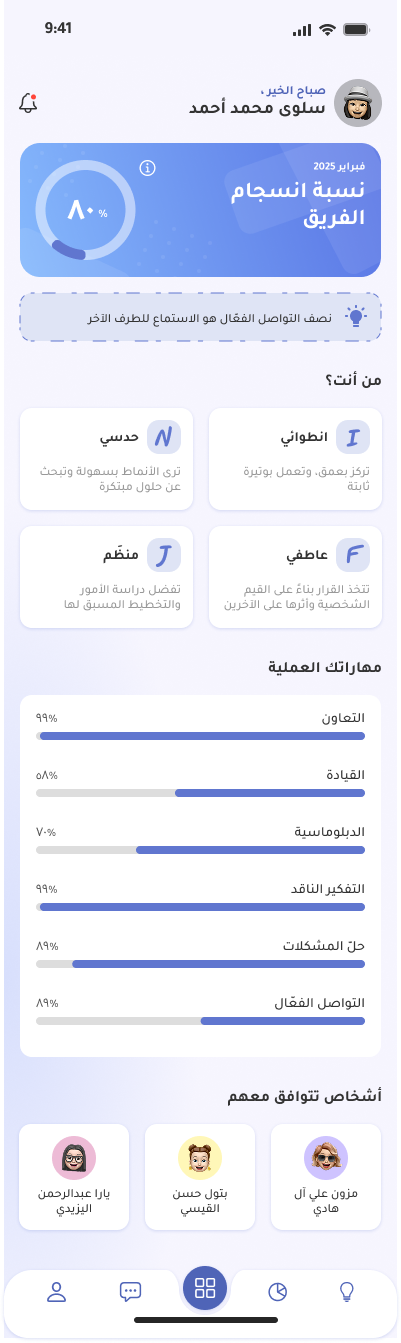 9:41
صباح الخير ،
سلوى محمد أحمد
فبراير 2025
نسبة انسجام
الفريق
٨٠ %
نصف التواصل الفعّال هو الاستماع للطرف الآخر
من أنت؟
I انطوائي
تركز بعمق، وتعمل بوتيرة
ثابتة
N حدسي
ترى الأنماط بسهولة وتبحث
عن حلول مبتكرة
F عاطفي
تتخذ القرار بناءً على القيم
الشخصية وأثرها على الآخرين
J منظَم
تفضل دراسة الأمور
والتخطيط المسبق لها
مهاراتك العملية
التعاون ٩٩%
القيادة ٥٨%
الدبلوماسية ٧٠%
التفكير الناقد ٩٩%
حلّ المشكلات ٨٩%
التواصل الفعّال ٨٩%
أشخاص تتوافق معهم
مزون علي آل
هادي
بتول حسن
القيسي
يارا عبدالرحمن
اليزيدي